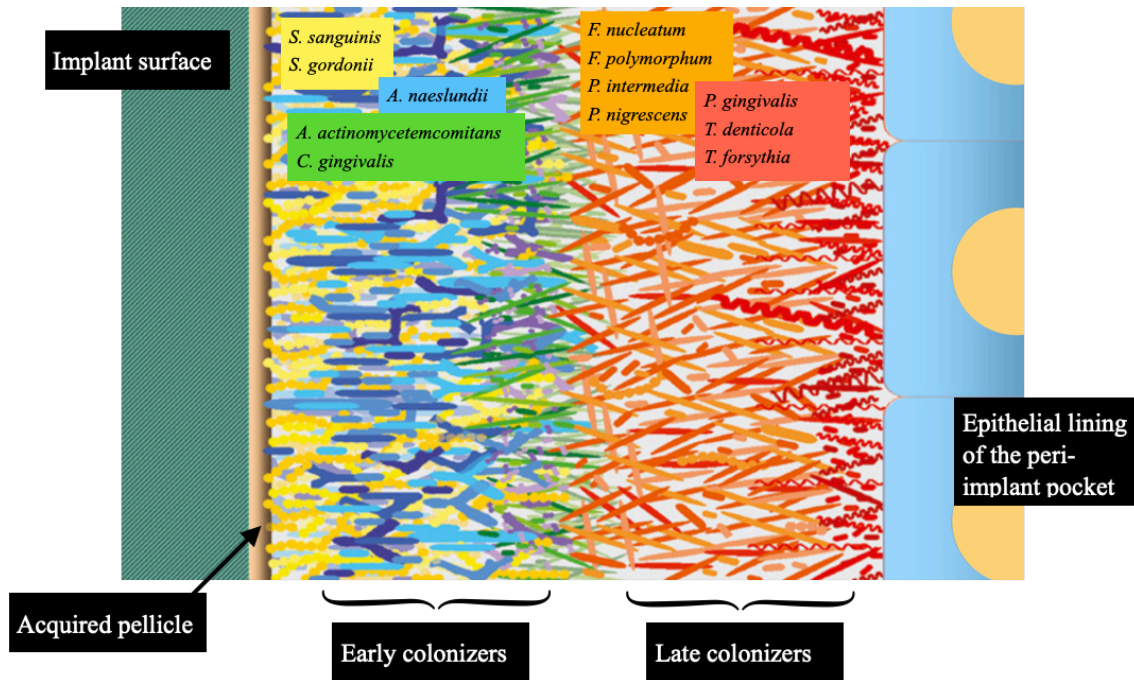 Implant surface
S. sanguinis
S. gordonii
A. naeslundii
A. actinomycetemcomitans
C. gingivalis
F. nucleatum
F. polymorphum
P. intermedia
P. nigrescens
P. gingivalis
T. denticola
T. forsythia
Epithelial lining
of the peri-
implant pocket
Acquired pellicle
Early colonizers
Late colonizers